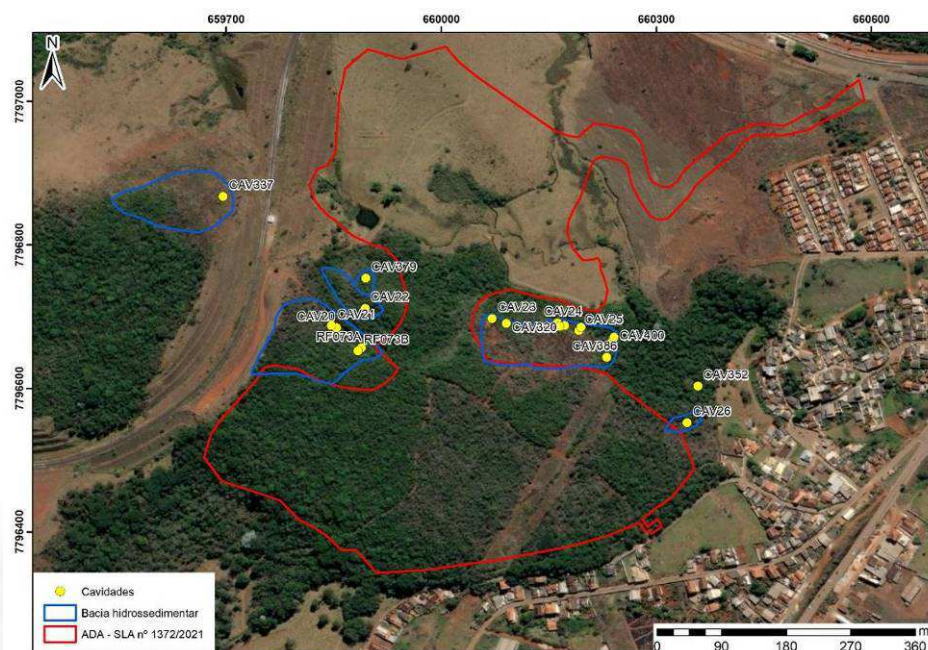 659700 660000 660300 660600
N
7797000
7796800
7796600
7796400
CAV337
CAV379
CAV22
CAV20
CAV21
RF073A
RF073B
CAV23
CAV24
CAV320
CAV25
CAV400
CAV386
CAV352
CAV26
Cavidades
Bacia hidrossedimentar
ADA - SLA nº 1372/2021
m
0 90 180 270 360